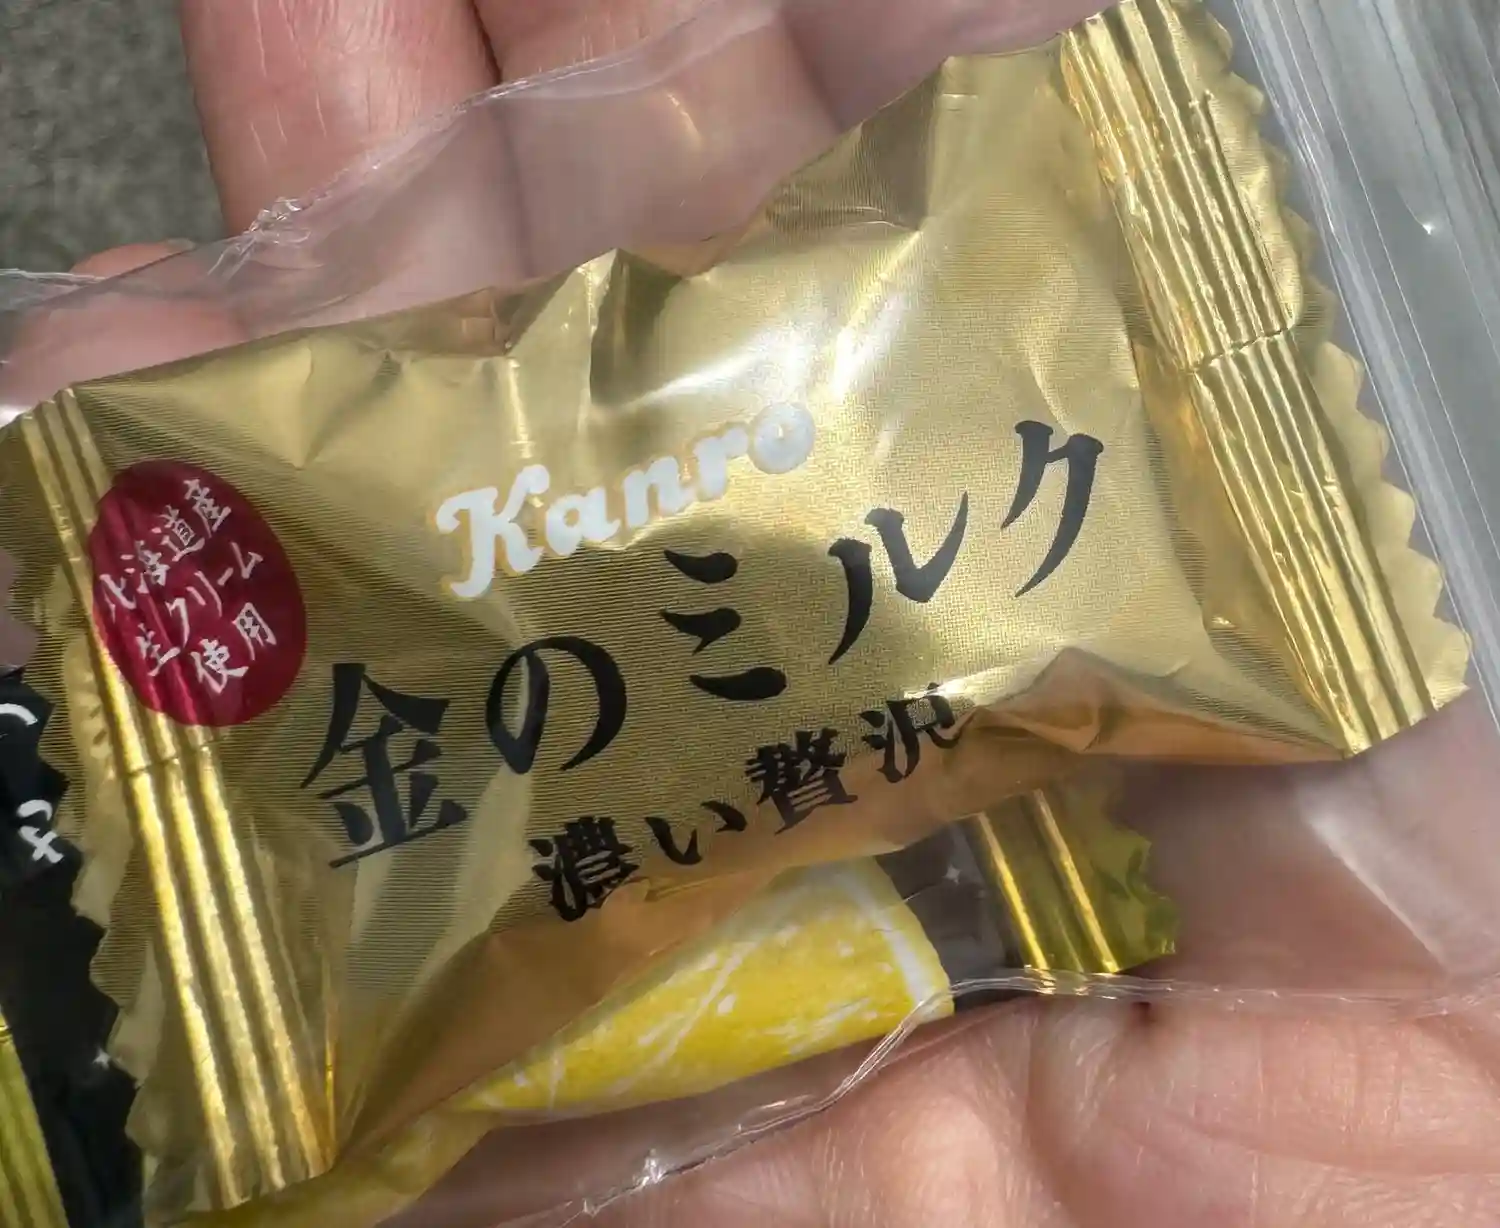 Kanro
金のミルク
濃い贅沢
北海道産
生クリーム
使用